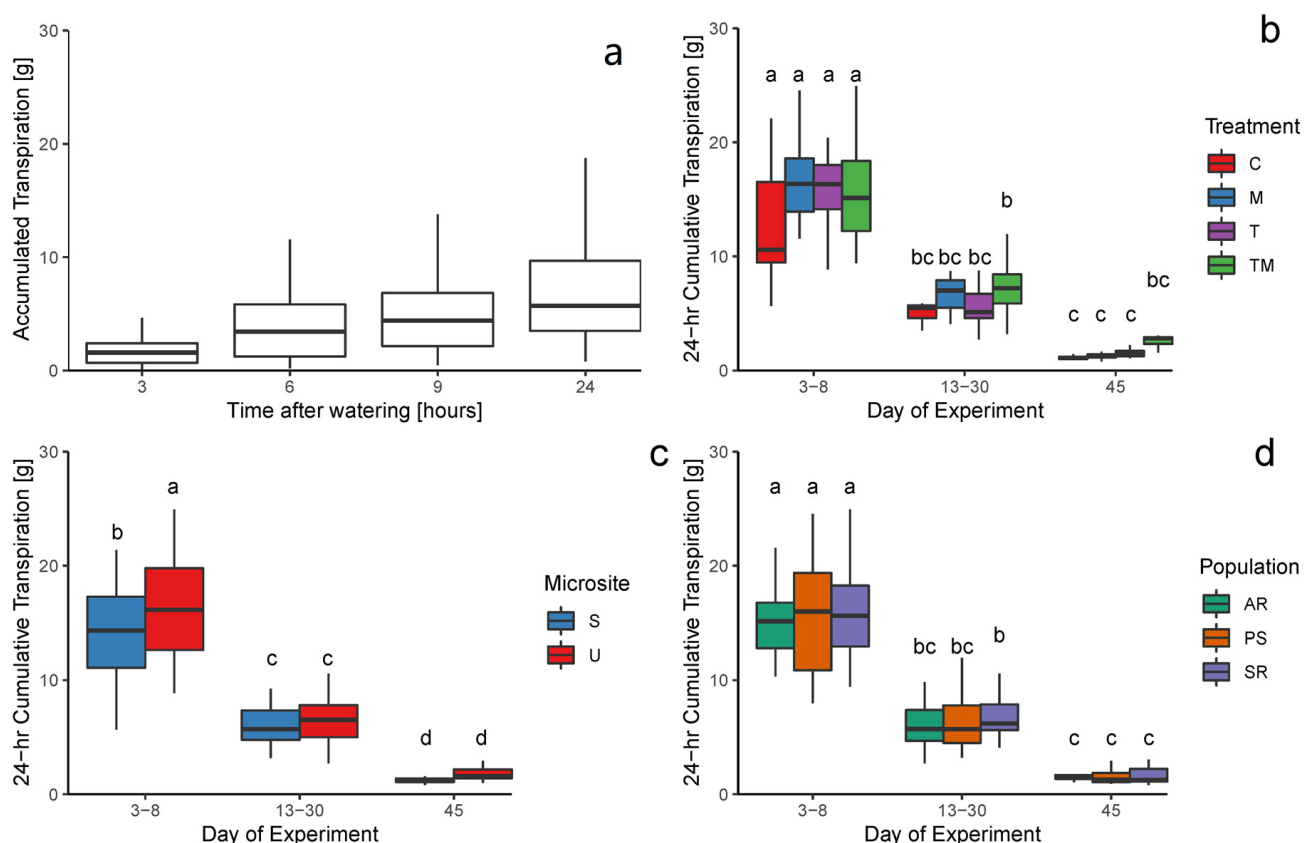 a
Accumulated Transpiration [g]
30
20
10
0
3 6 9 24
Time after watering [hours]
b
24−hr Cumulative Transpiration [g]
30
20
10
0
a a a a
bc bc bc b
c c c bc
3−8 13−30 45
Day of Experiment
Treatment
C
M
T
TM
c
24−hr Cumulative Transpiration [g]
30
20
10
0
b a
c c
d d
3−8 13−30 45
Day of Experiment
Microsite
S
U
d
24−hr Cumulative Transpiration [g]
30
20
10
0
a a a
bc bc b
c c c
3−8 13−30 45
Day of Experiment
Population
AR
PS
SR